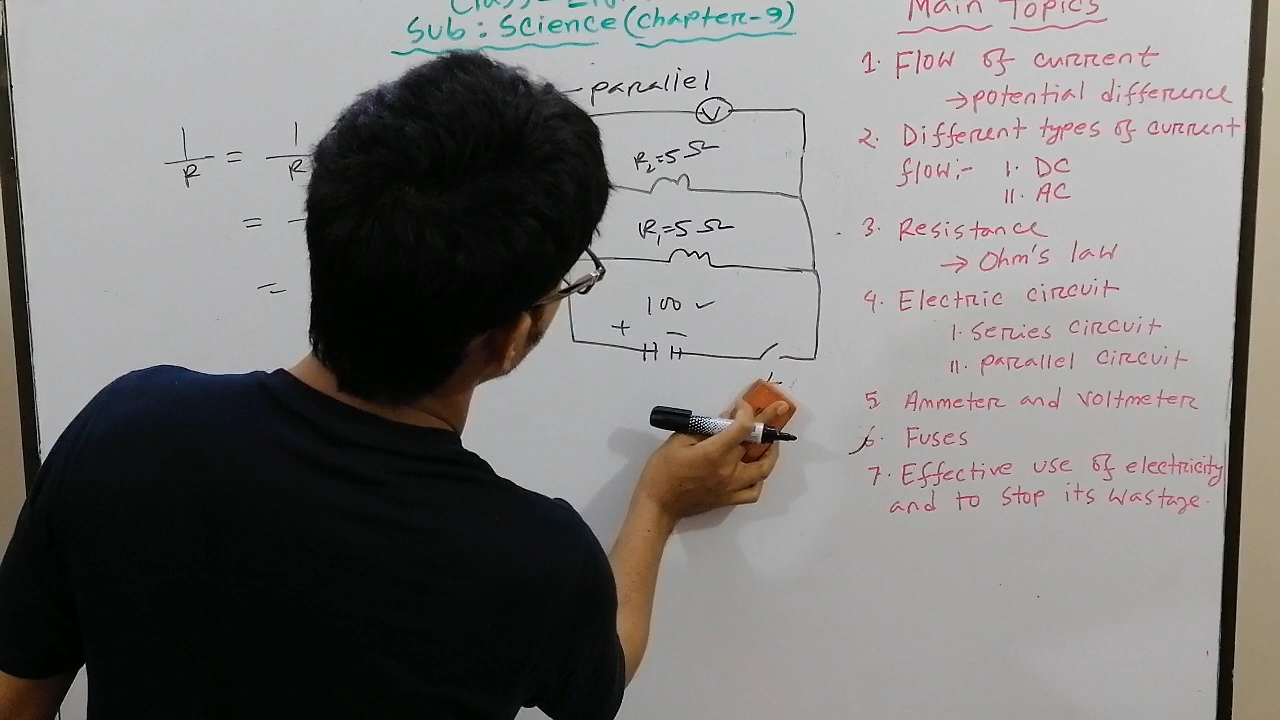 Sub : Science (chapter-9)
parallel
V
R₂=5 Ω
R₁=5 Ω
100 v
+ −
1/R = 1/R
=
=
Main Topics
1. Flow of current
→ potential difference
2. Different types of current
flow:- I. DC
II. AC
3. Resistance
→ Ohm's law
4. Electric circuit
I. series circuit
II. parallel circuit
5 Ammeter and voltmeter
6. Fuses
7. Effective use of electricity
and to stop its wastage.